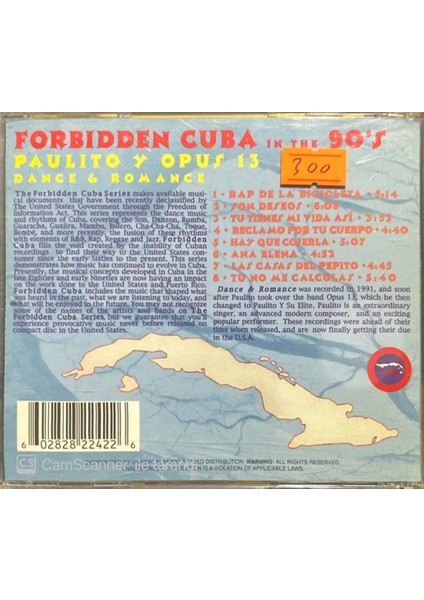 FORBIDDEN CUBA IN THE 90'S
300
PAULITO Y OPUS 13
DANCE & ROMANCE
The Forbidden Cuba Series makes available musi-
cal documents that have been recently declassified by
The United States Government through the Freedom of
Information Act. This series represents the dance music
and rhythms of Cuba, covering the Son, Danzon, Rumba,
Guaracha, Guajira, Mambo, Bolero, Cha-Cha-Cha, Toque,
Bembe, and more recently, the fusion of these rhythms
with elements of R&B, Rap, Reggae and Jazz. Forbidden
Cuba fills the void created by the inability of Cuban
recordings to find their way to the United States con-
sumer since the early Sixties to the present. This series
demonstrates how music has continued to evolve in Cuba.
Presently, the musical concepts developed in Cuba in the
late Eighties and early Nineties are now having an impact
on the work done in the United States and Puerto Rico.
Forbidden Cuba includes the music that shaped what
was heard in the past, what we are listening to today, and
what will be enjoyed in the future. You may not recognize
some of the names of the artists and bands on The
Forbidden Cuba Series, but we guarantee that you'll
experience provocative music never before released on
compact disc in the United States.
1 • RAP DE LA BICICLETA • 5:14
2 • SON DESEOS • 6:05
3 • TU TIENES MI VIDA ASÍ • 3:53
4 • RECLAMO POR TU CUERPO • 4:40
5 • HAY QUE COJERLA • 5:07
6 • ANA ELENA • 4:52
7 • LAS CASAS DEL PEPITO • 4:45
8 • TU NO ME CALCULAS • 5:40
Dance & Romance was recorded in 1991, and soon
after Paulito took over the band Opus 13, which he then
changed to Paulito Y Su Elite. Paulito is an extraordinary
singer, an advanced modern composer, and an exciting
popular performer. These recordings were ahead of their
time when released, and are now finally getting their due in
the U.S.A.
6 02828 22422 6
CS CamScanner
DISTRIBUTION WARNING: ALL RIGHTS RESERVED.
IS A VIOLATION OF APPLICABLE LAWS.